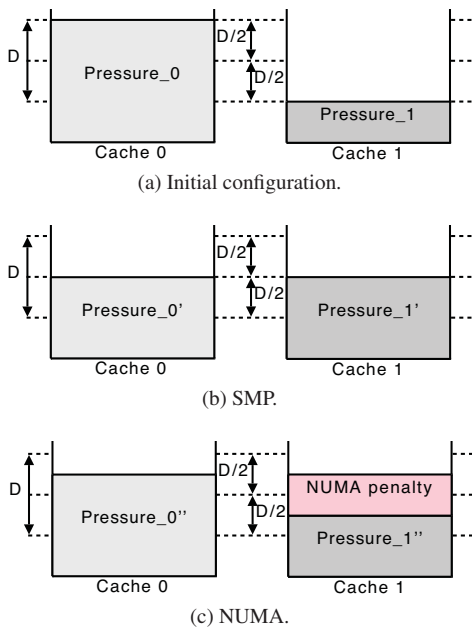 D
D/2
D/2
Pressure_0
Pressure_1
Cache 0
Cache 1
(a) Initial configuration.
D
D/2
D/2
Pressure_0'
Pressure_1'
Cache 0
Cache 1
(b) SMP.
D
D/2
D/2
Pressure_0''
NUMA penalty
Pressure_1''
Cache 0
Cache 1
(c) NUMA.